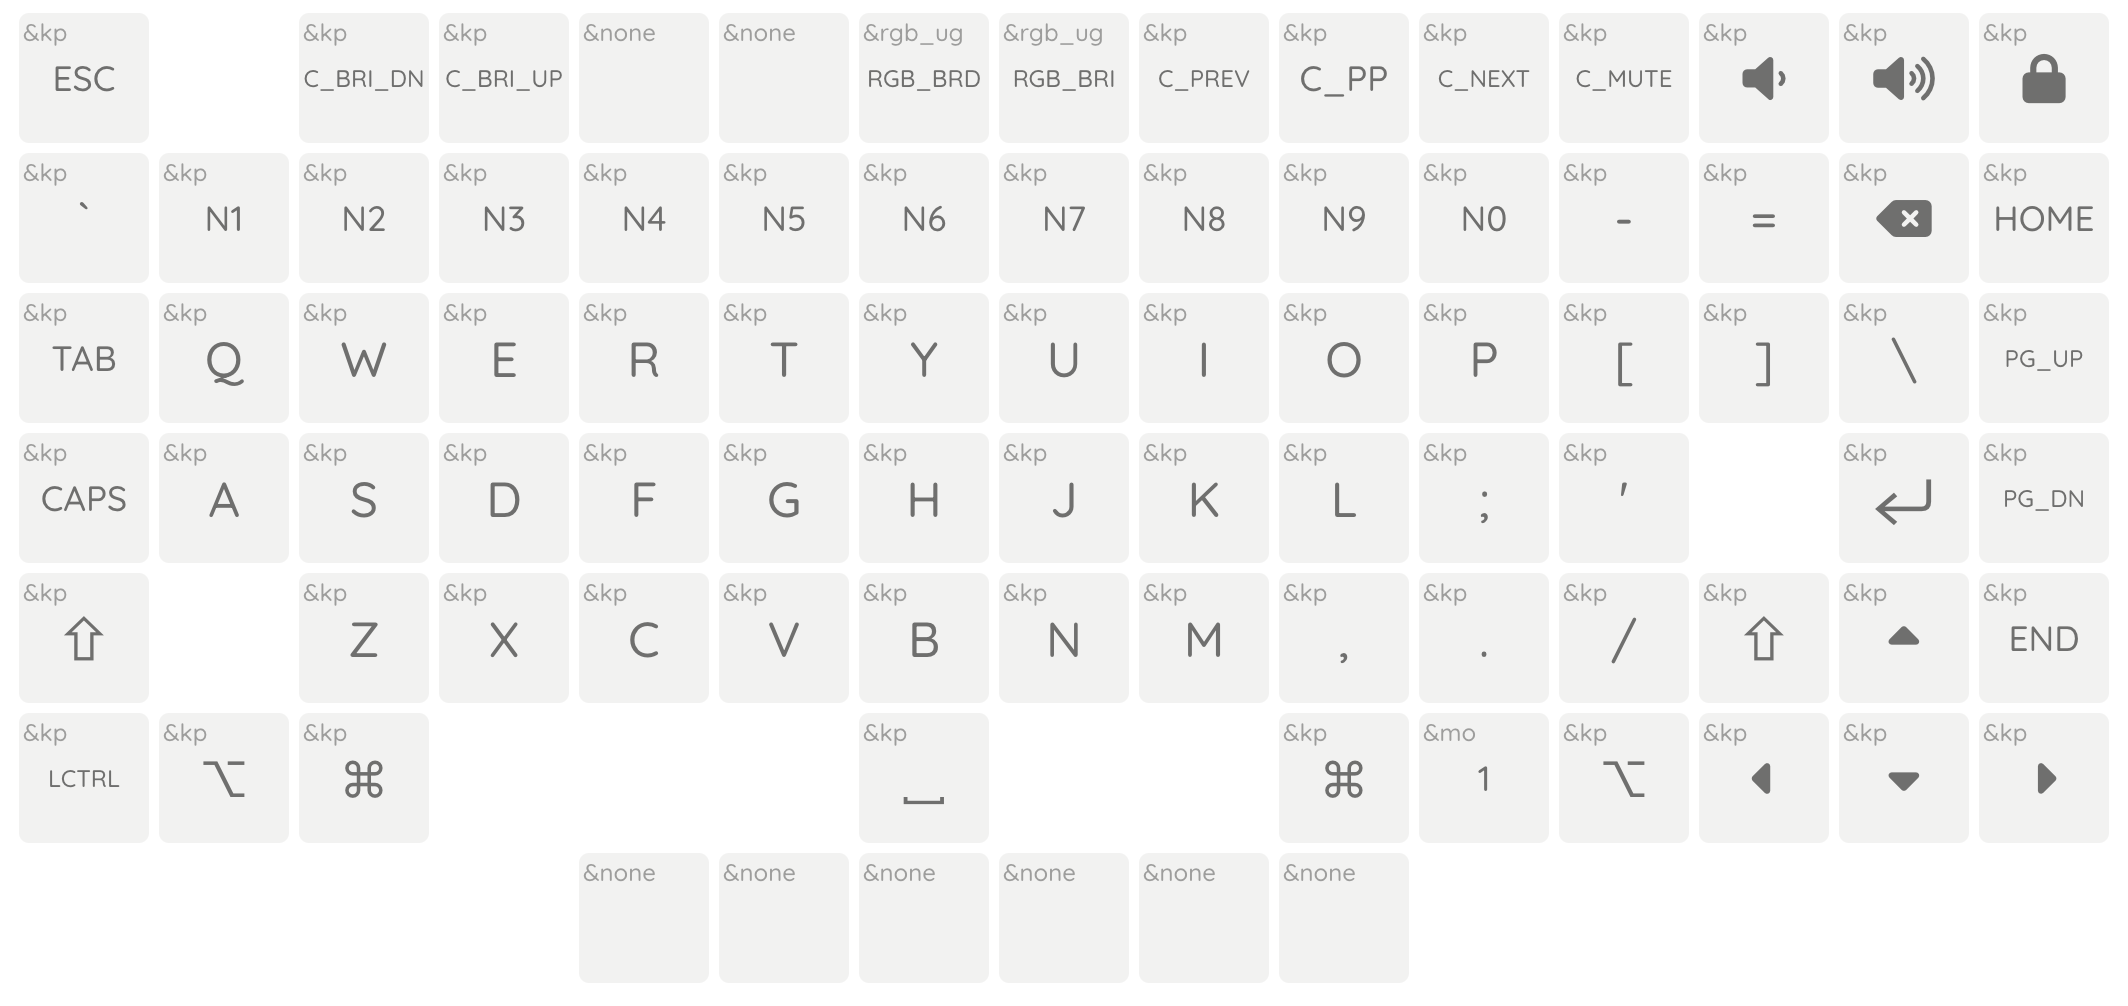 &kp &kp &kp &none &none &rgb_ug &rgb_ug &kp &kp &kp &kp &kp &kp &kp
ESC C_BRI_DN C_BRI_UP RGB_BRD RGB_BRI C_PREV C_PP C_NEXT C_MUTE
&kp &kp &kp &kp &kp &kp &kp &kp &kp &kp &kp &kp &kp &kp &kp
` N1 N2 N3 N4 N5 N6 N7 N8 N9 N0 - = HOME
&kp &kp &kp &kp &kp &kp &kp &kp &kp &kp &kp &kp &kp &kp &kp
TAB Q W E R T Y U I O P [ ] \ PG_UP
&kp &kp &kp &kp &kp &kp &kp &kp &kp &kp &kp &kp &kp &kp
CAPS A S D F G H J K L ; ' PG_DN
&kp &kp &kp &kp &kp &kp &kp &kp &kp &kp &kp &kp &kp &kp
⇧ Z X C V B N M , . / ⇧ END
&kp &kp &kp &kp &kp &mo &kp &kp &kp &kp
LCTRL ⌥ ⌘ ⌘ 1 ⌥
&none &none &none &none &none &none